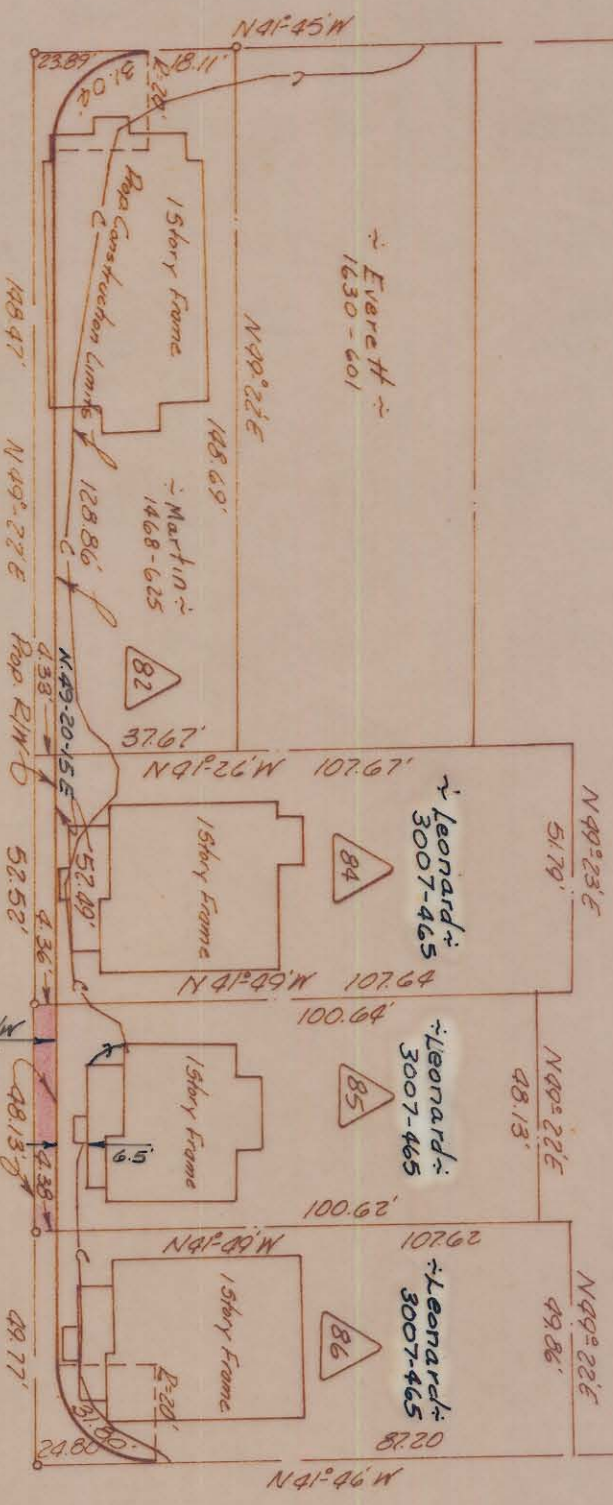 N41°-45'W
23.89'
31.02'
R=20'
18.11'
1 Story Frame
Prop Construction Limits
C
C
~ Everett ~
1630-601
N49°22'E
148.69'
~ Martin ~
1468-625
82
37.67'
148.47'
N49°-22'E
128.86'
4.38'
N.49-20-15E
Prop R/W
N41°-26'W
107.67'
N49°23'E
51.79'
~ Leonard ~
3007-465
84
1 Story Frame
52.49'
52.52'
4.36'
C
N41°-49'W
107.64
100.64'
N49°22'E
48.13'
~ Leonard ~
3007-465
85
1 Story Frame
6.5'
48.13'
4.38'
100.62'
N41°-49'W
107.62
C
N49°22'E
49.86'
~ Leonard ~
3007-465
86
1 Story Frame
R=20'
31.90'
49.77'
24.80'
87.20
N41°-46'W